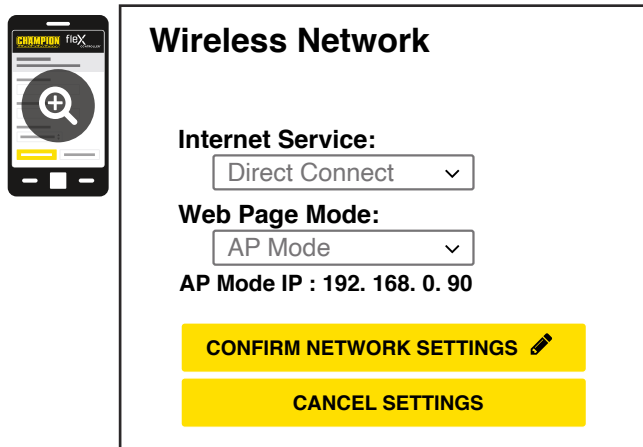 CHAMPION fleX
CONTROLLER
Wireless Network
Internet Service:
Direct Connect
Web Page Mode:
AP Mode
AP Mode IP : 192. 168. 0. 90
CONFIRM NETWORK SETTINGS
CANCEL SETTINGS